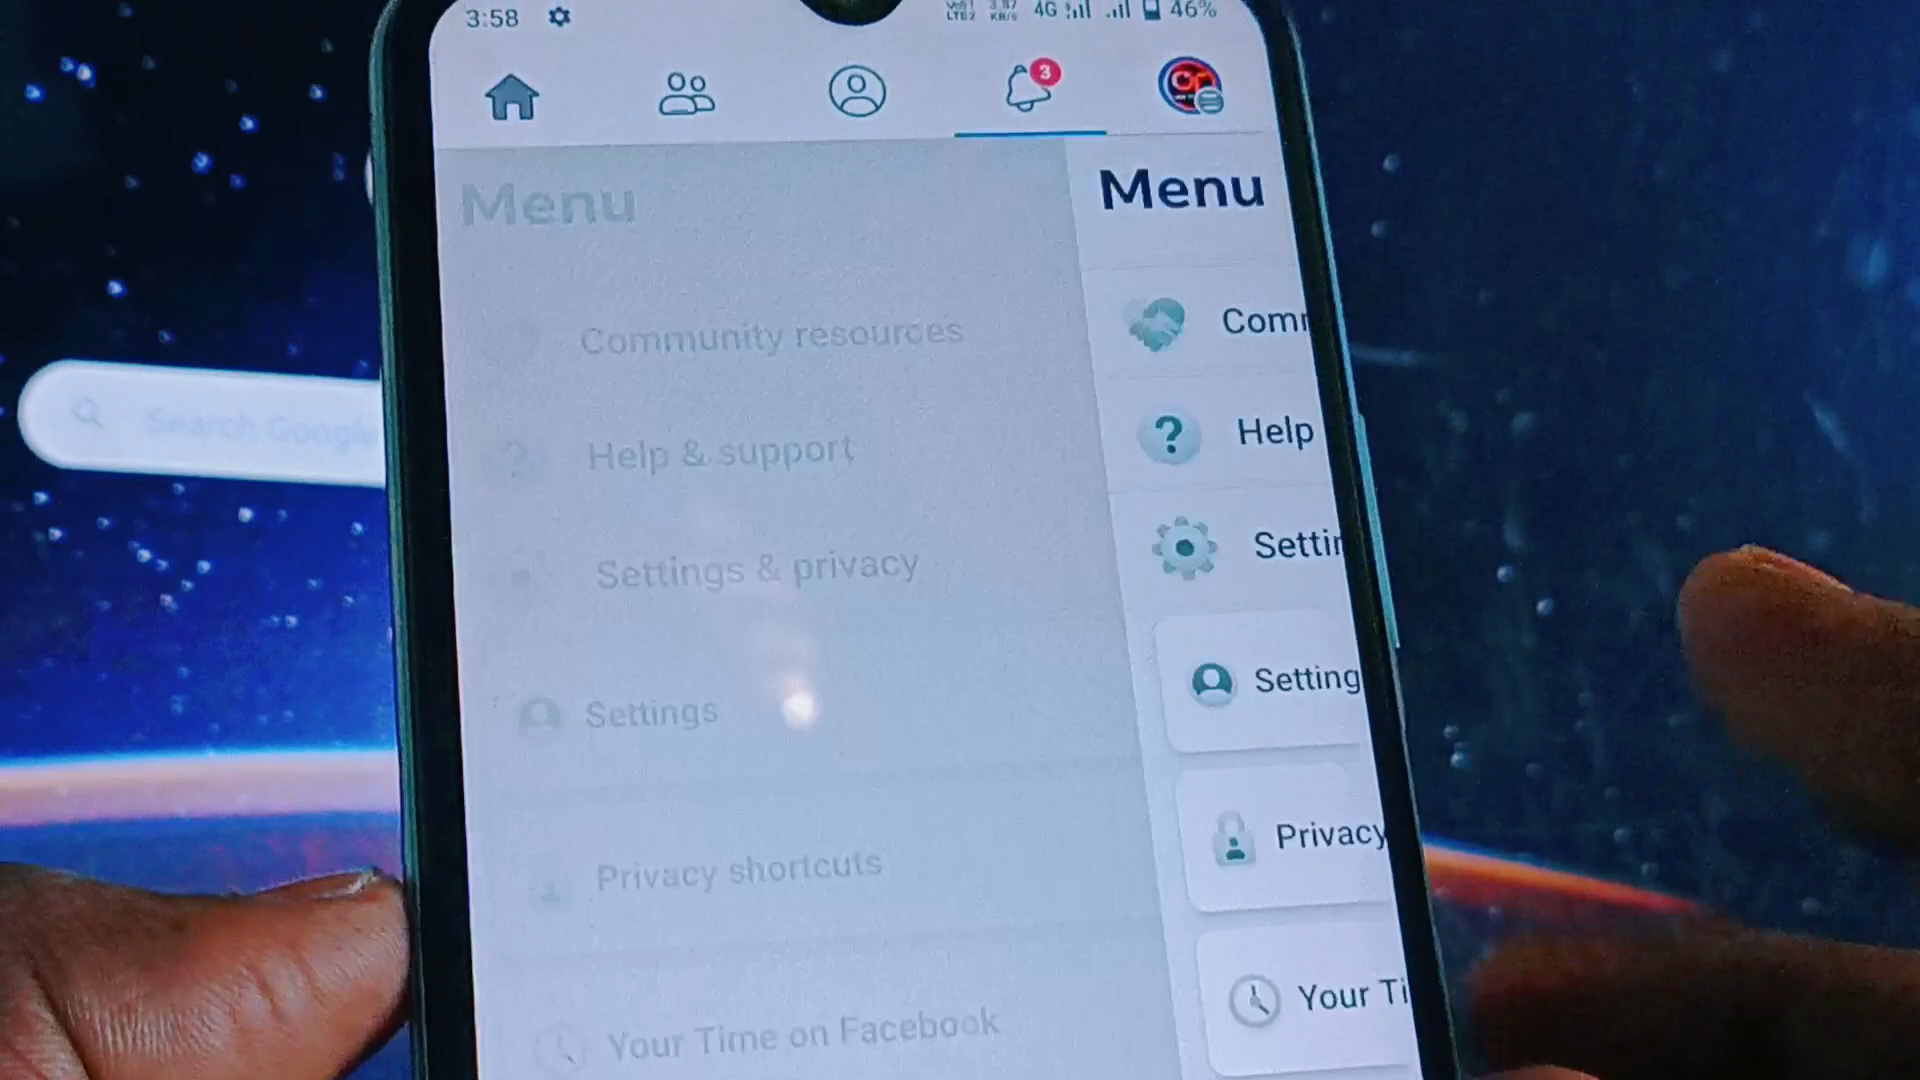 3:58
4G 46%
3
Menu
Menu
Community resources
Comm
Help & support
Help
Settings & privacy
Settin
Settings
Setting
Privacy shortcuts
Privacy
Your Time on Facebook
Your Ti
Search Google